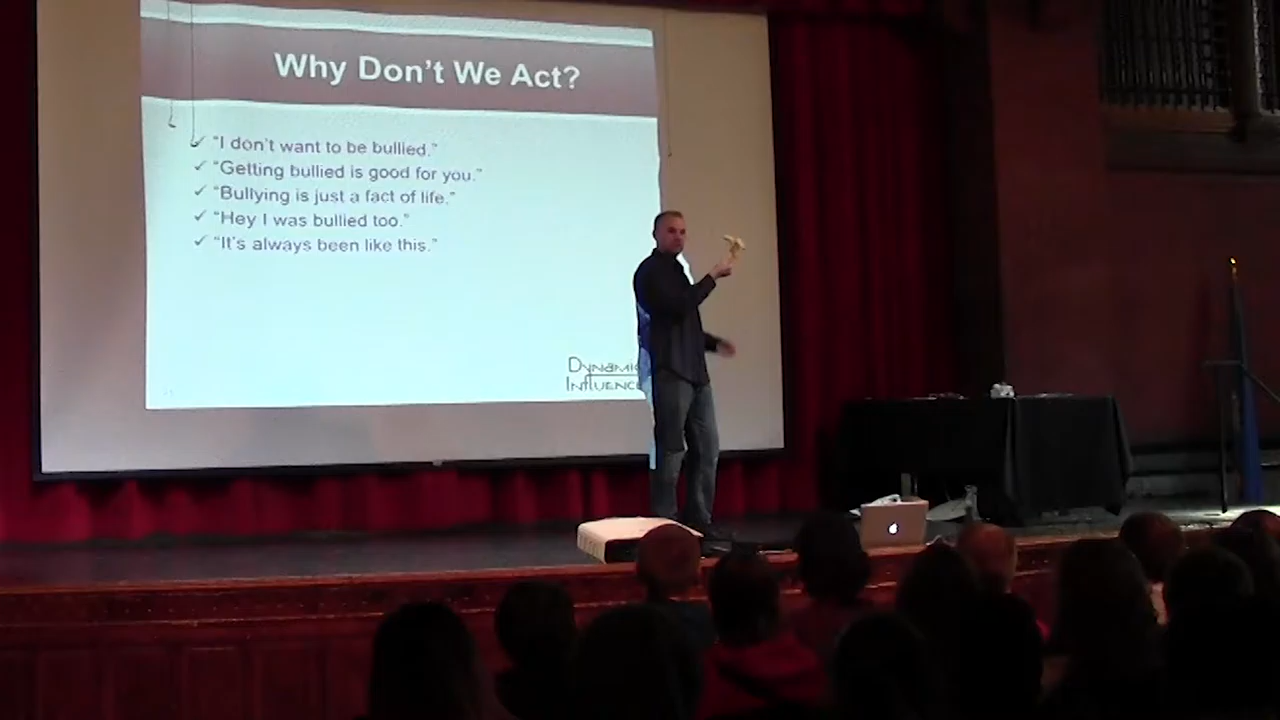 Why Don't We Act?
✓ "I don't want to be bullied."
✓ "Getting bullied is good for you."
✓ "Bullying is just a fact of life."
✓ "Hey I was bullied too."
✓ "It's always been like this."
Dynamic
Influence